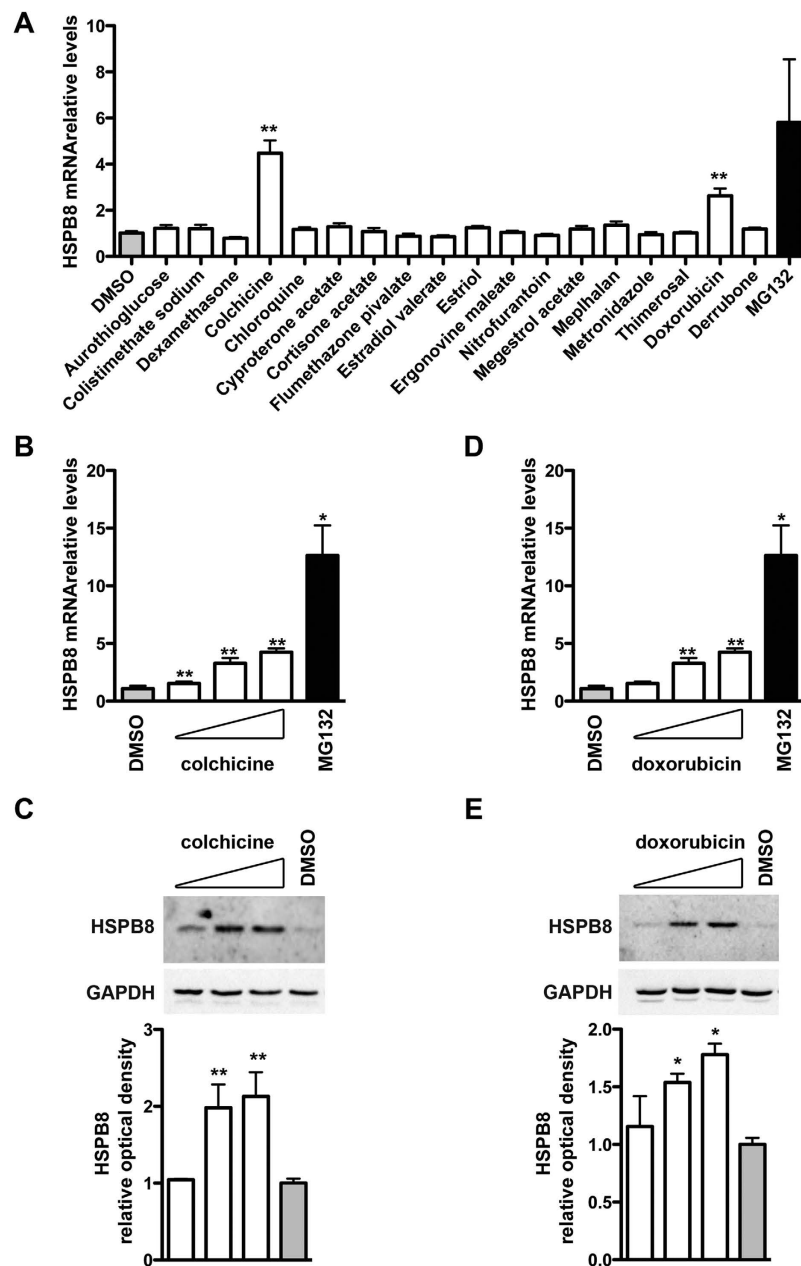 A
HSPB8 mRNArelative levels
10
8
6
4
2
0
**
**
DMSO
Aurothioglucose
Colistimethate sodium
Dexamethasone
Colchicine
Chloroquine
Cyproterone acetate
Cortisone acetate
Flumethazone pivalate
Estradiol valerate
Estriol
Ergonovine maleate
Nitrofurantoin
Megestrol acetate
Meplhalan
Metronidazole
Thimerosal
Doxorubicin
Derrubone
MG132
B
HSPB8 mRNArelative levels
20
15
10
5
0
**
**
**
*
DMSO
colchicine
MG132
D
HSPB8 mRNArelative levels
20
15
10
5
0
**
**
*
DMSO
doxorubicin
MG132
C
colchicine
DMSO
HSPB8
GAPDH
HSPB8
relative optical density
3
2
1
0
**
**
E
doxorubicin
DMSO
HSPB8
GAPDH
HSPB8
relative optical density
2.0
1.5
1.0
0.5
0.0
*
*